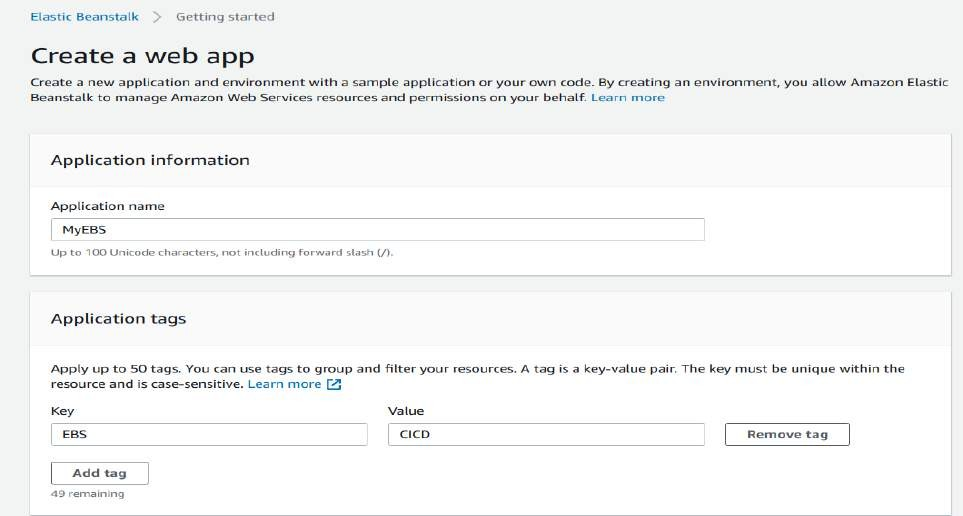 Elastic Beanstalk > Getting started
Create a web app
Create a new application and environment with a sample application or your own code. By creating an environment, you allow Amazon Elastic
Beanstalk to manage Amazon Web Services resources and permissions on your behalf. Learn more
Application information
Application name
MyEBS
Up to 100 Unicode characters, not including forward slash (/).
Application tags
Apply up to 50 tags. You can use tags to group and filter your resources. A tag is a key-value pair. The key must be unique within the
resource and is case-sensitive. Learn more
Key Value
EBS CICD Remove tag
Add tag
49 remaining